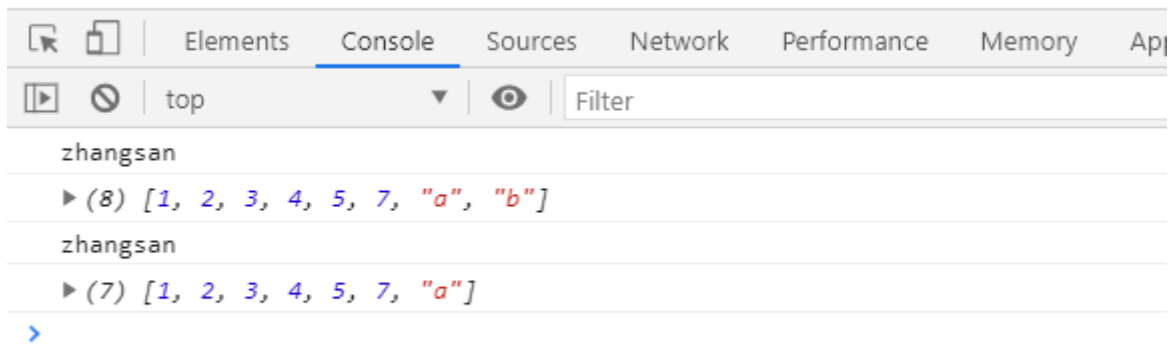 Elements Console Sources Network Performance Memory
top Filter
zhangsan
(8) [1, 2, 3, 4, 5, 7, "a", "b"]
zhangsan
(7) [1, 2, 3, 4, 5, 7, "a"]